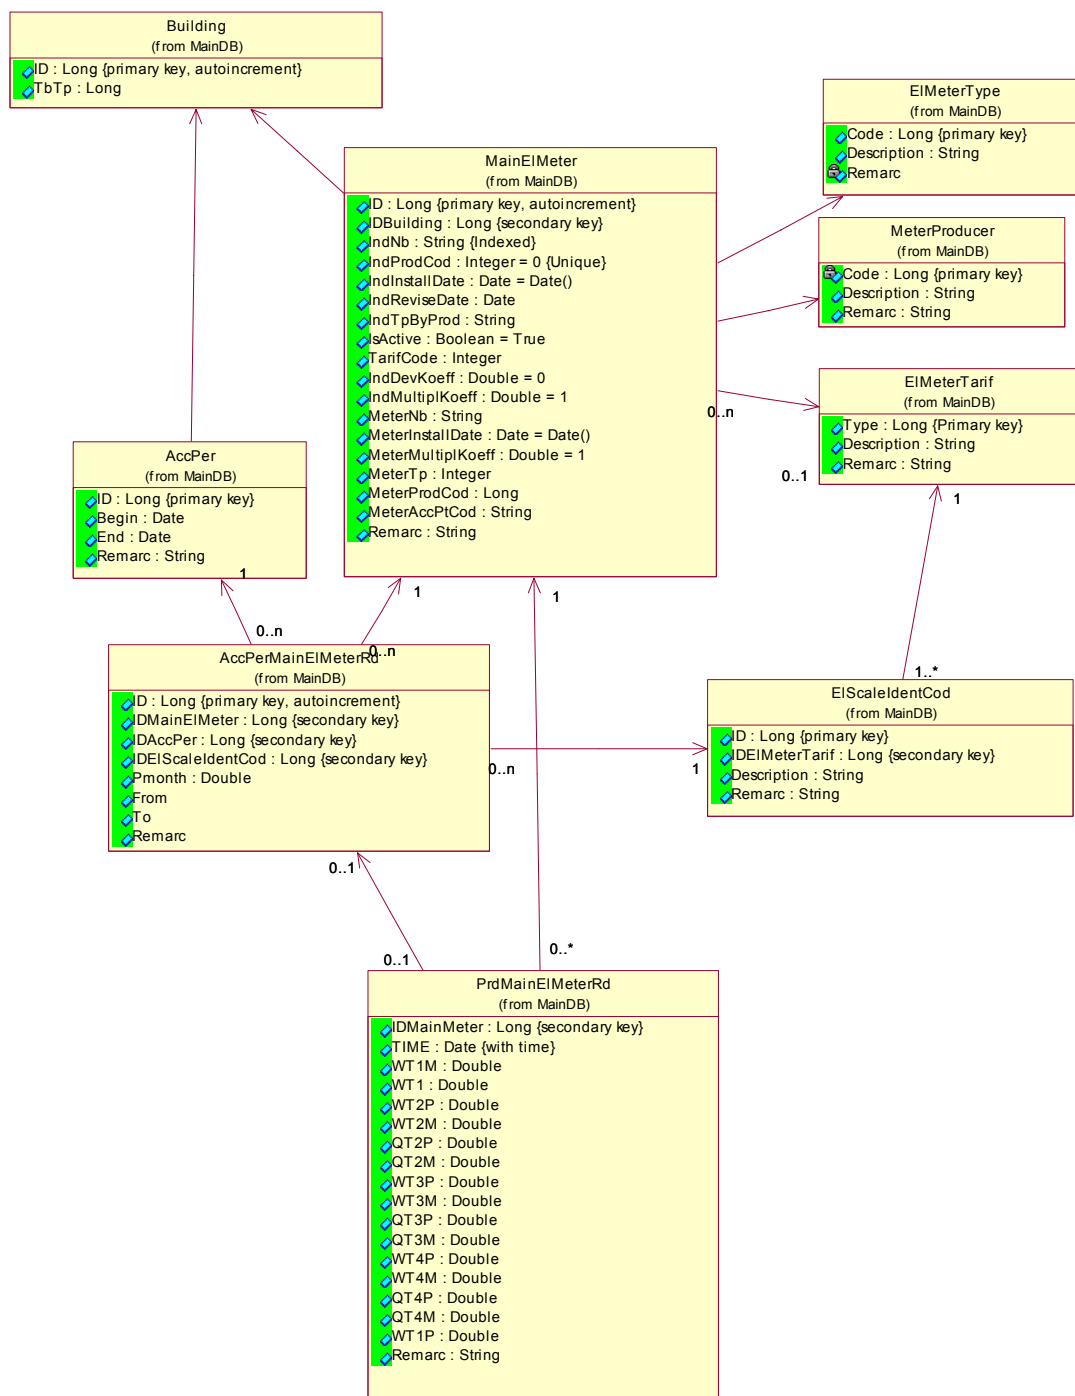 Building
(from MainDB)
ID : Long {primary key, autoincrement}
TbTp : Long
ElMeterType
(from MainDB)
Code : Long {primary key}
Description : String
Remarc
MainElMeter
(from MainDB)
ID : Long {primary key, autoincrement}
IDBuilding : Long {secondary key}
IndNb : String {Indexed}
IndProdCod : Integer = 0 {Unique}
IndInstallDate : Date = Date()
IndReviseDate : Date
IndTpByProd : String
IsActive : Boolean = True
TarifCode : Integer
IndDevKoeff : Double = 0
IndMultiplKoeff : Double = 1
MeterNb : String
MeterInstallDate : Date = Date()
MeterMultiplKoeff : Double = 1
MeterTp : Integer
MeterProdCod : Long
MeterAccPtCod : String
Remarc : String
MeterProducer
(from MainDB)
Code : Long {primary key}
Description : String
Remarc : String
0..n
ElMeterTarif
(from MainDB)
Type : Long {Primary key}
Description : String
Remarc : String
0..1
1
AccPer
(from MainDB)
ID : Long {primary key}
Begin : Date
End : Date
Remarc : String
1
1
1
0..n
0..n
AccPerMainElMeterRd
(from MainDB)
ID : Long {primary key, autoincrement}
IDMainElMeter : Long {secondary key}
IDAccPer : Long {secondary key}
IDElScaleIdentCod : Long {secondary key}
Pmonth : Double
From
To
Remarc
0..n
1
1..*
ElScaleIdentCod
(from MainDB)
ID : Long {primary key}
IDElMeterTarif : Long {secondary key}
Description : String
Remarc : String
0..1
0..1
0..*
PrdMainElMeterRd
(from MainDB)
IDMainMeter : Long {secondary key}
TIME : Date {with time}
WT1M : Double
WT1 : Double
WT2P : Double
WT2M : Double
QT2P : Double
QT2M : Double
WT3P : Double
WT3M : Double
QT3P : Double
QT3M : Double
WT4P : Double
WT4M : Double
QT4P : Double
QT4M : Double
WT1P : Double
Remarc : String